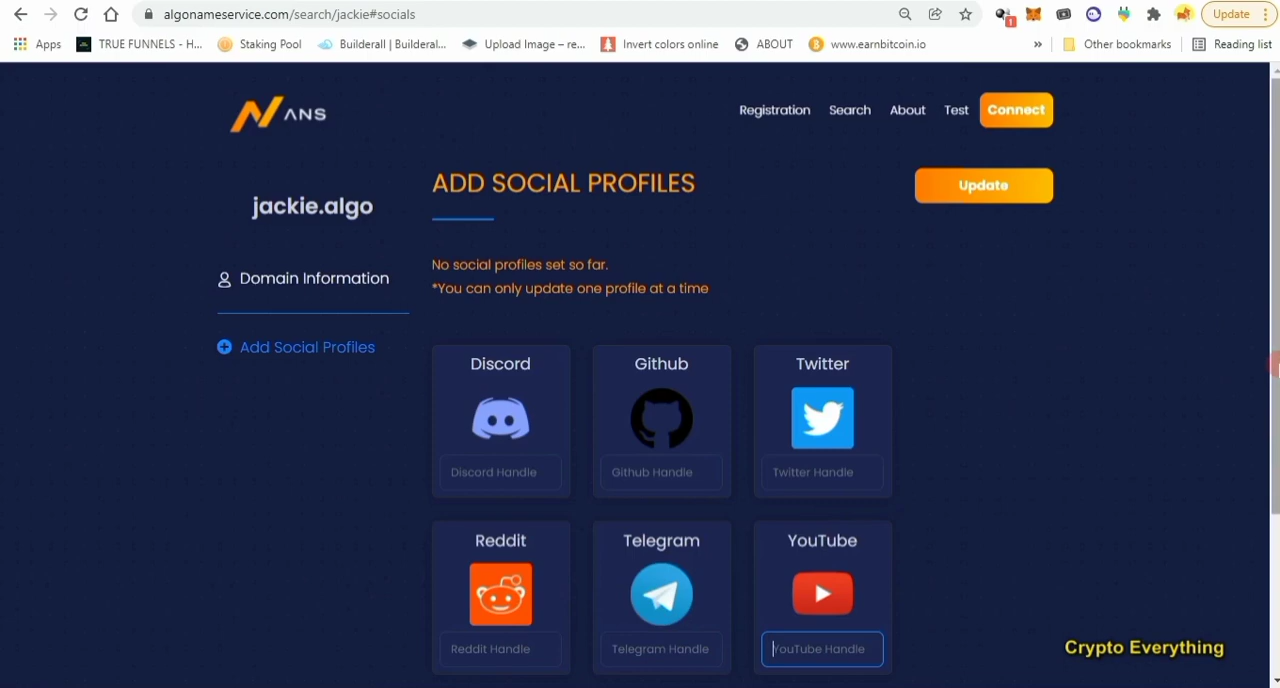 algonameservice.com/search/jackie#socials
Update
1
Apps
TRUE FUNNELS - H...
Staking Pool
Builderall | Builderal...
Upload Image – re...
Invert colors online
ABOUT
www.earnbitcoin.io
»
Other bookmarks
Reading list
ANS
Registration
Search
About
Test
Connect
jackie.algo
Domain Information
Add Social Profiles
ADD SOCIAL PROFILES
Update
No social profiles set so far.
*You can only update one profile at a time
Discord
Github
Twitter
Discord Handle
Github Handle
Twitter Handle
Reddit
Telegram
YouTube
Reddit Handle
Telegram Handle
YouTube Handle
Crypto Everything